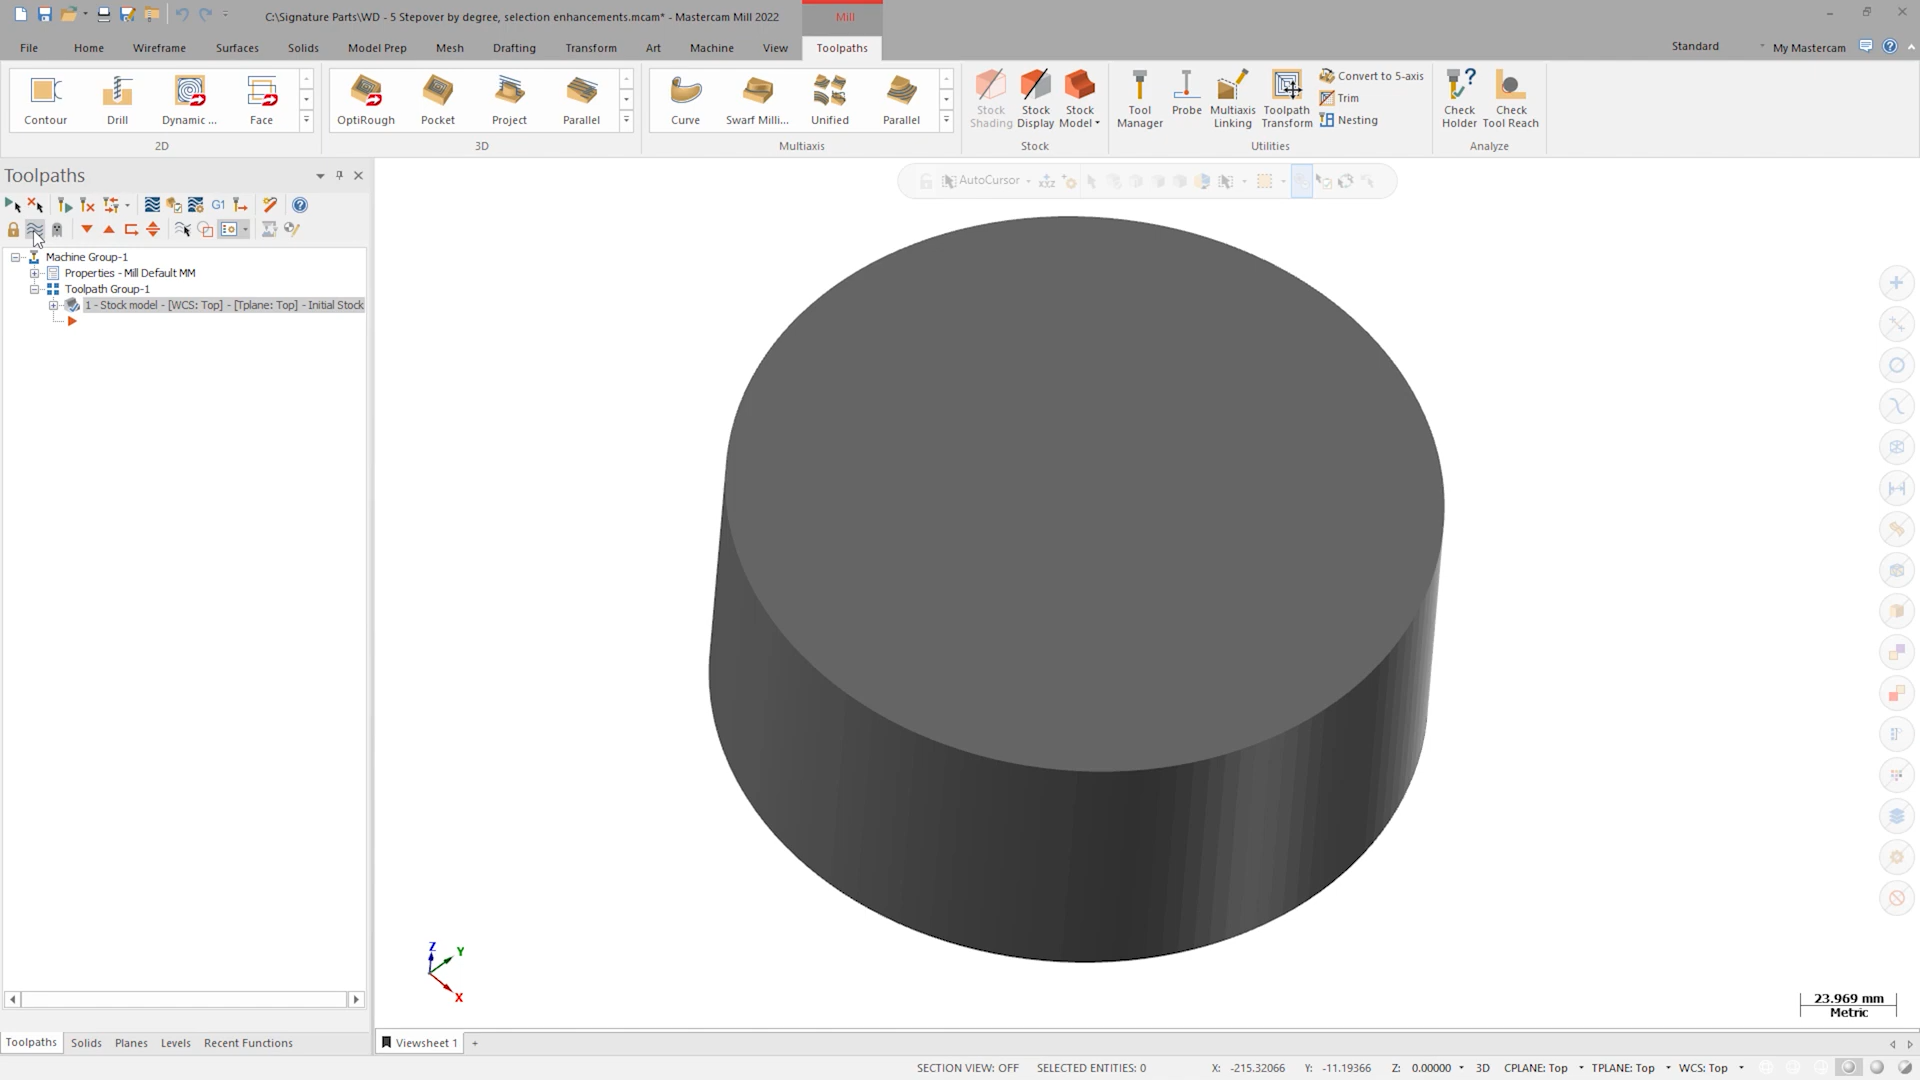 C:\Signature Parts\WD - 5 Stepover by degree, selection enhancements.mcam* - Mastercam Mill 2022
Mill
File Home Wireframe Surfaces Solids Model Prep Mesh Drafting Transform Art Machine View Toolpaths
Standard My Mastercam
Contour Drill Dynamic ... Face
2D
OptiRough Pocket Project Parallel
3D
Curve Swarf Milli... Unified Parallel
Multiaxis
Stock Shading
Stock Display
Stock Model
Stock
Tool Manager
Probe
Multiaxis Linking
Toolpath Transform
Convert to 5-axis
Trim
Nesting
Utilities
Check Holder
Check Tool Reach
Analyze
Toolpaths
G1
AutoCursor
Machine Group-1
Properties - Mill Default MM
Toolpath Group-1
1 - Stock model - [WCS: Top] - [Tplane: Top] - Initial Stock
Z
Y
X
23.969 mm
Metric
Toolpaths Solids Planes Levels Recent Functions
Viewsheet 1 +
SECTION VIEW: OFF SELECTED ENTITIES: 0 X: -215.32066 Y: -11.19366 Z: 0.00000 3D CPLANE: Top TPLANE: Top WCS: Top